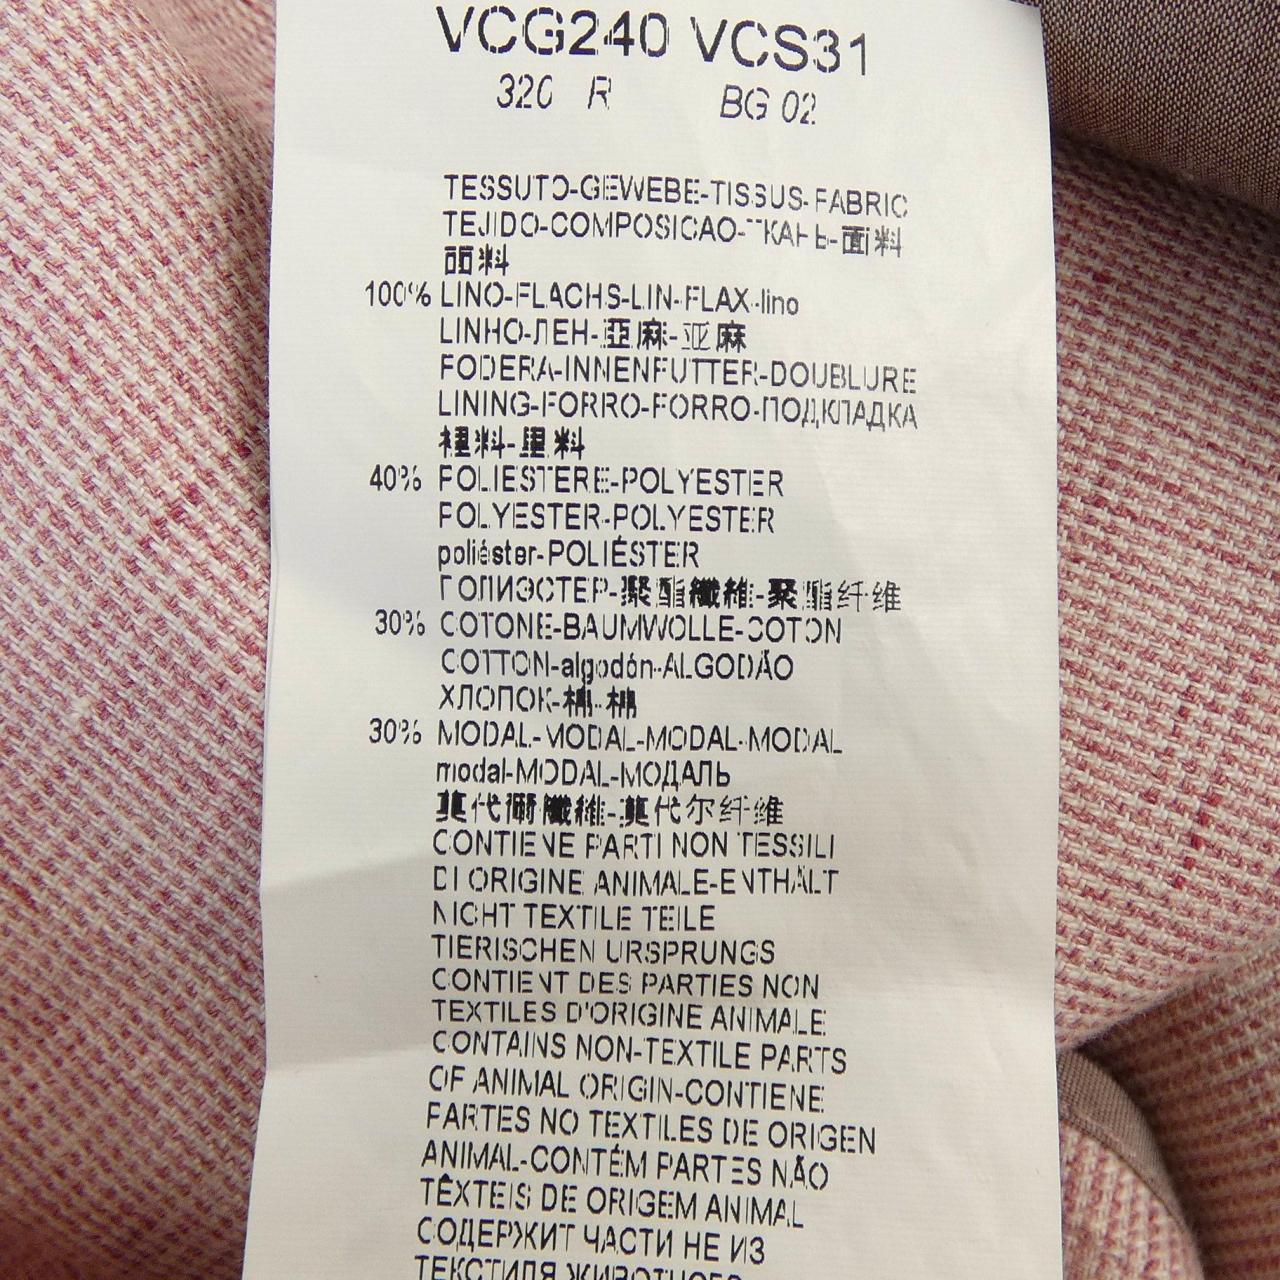 VCG240 VCS31
320 R BG 02
TESSUTO-GEWEBE-TISSUS-FABRIC
TEJIDO-COMPOSICAO-ТКАНЬ-面料
面料
100% LINO-FLACHS-LIN-FLAX-lino
LINHO-ЛЕН-亞麻-亚麻
FODERA-INNENFUTTER-DOUBLURE
LINING-FORRO-FORRO-ПОДКЛАДКА
裡料-里料
40% POLIESTERE-POLYESTER
POLYESTER-POLYESTER
poliéster-POLIÉSTER
ПОЛИЭСТЕР-聚酯纖維-聚酯纤维
30% COTONE-BAUMWOLLE-COTON
COTTON-algodón-ALGODÃO
ХЛОПОК-棉-棉
30% MODAL-MODAL-MODAL-MODAL
modal-MODAL-МОДАЛЬ
莫代爾纖維-莫代尔纤维
CONTIENE PARTI NON TESSILI
DI ORIGINE ANIMALE-ENTHÄLT
NICHT TEXTILE TEILE
TIERISCHEN URSPRUNGS
CONTIENT DES PARTIES NON
TEXTILES D'ORIGINE ANIMALE
CONTAINS NON-TEXTILE PARTS
OF ANIMAL ORIGIN-CONTIENE
PARTES NO TEXTILES DE ORIGEN
ANIMAL-CONTÉM PARTES NÃO
TÊXTEIS DE ORIGEM ANIMAL
СОДЕРЖИТ ЧАСТИ НЕ ИЗ
ТЕКСТИЛЯ ЖИВОТНОГО